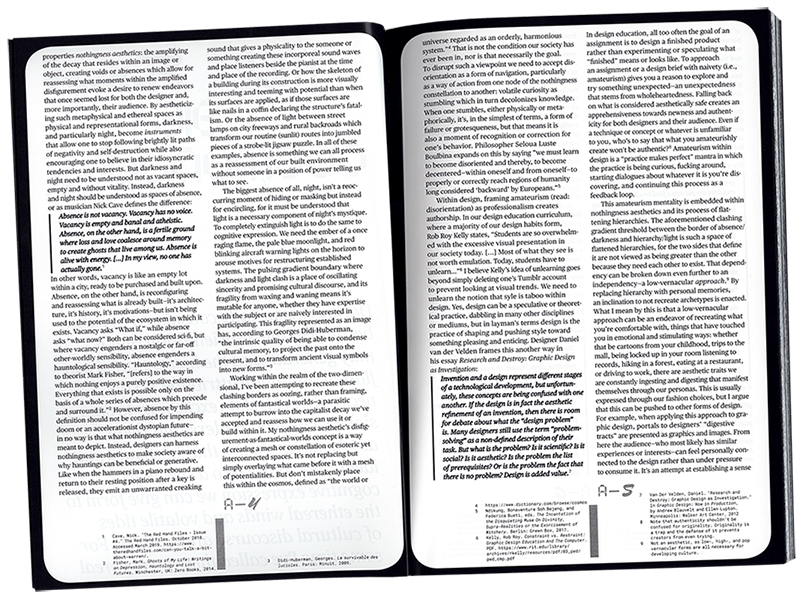 properties nothingness aesthetics: the amplifying
of the decay that resides within an image or
object, creating voids or absences which allow for
reassessing what moments within the amplified
disfigurement evoke a desire to renew endeavors
that once seemed lost for both the designer and,
more importantly, their audience. By aestheticiz-
ing such metaphysical and ethereal spaces as
physical and representational forms, darkness,
and particularly night, become instruments
that allow one to stop following brightly lit paths
of negativity and self-destruction while also
encouraging one to believe in their idiosyncratic
tendencies and interests. But darkness and
night need be understood not as vacant spaces,
empty and without vitality. Instead, darkness
and night should be understood as spaces of absence,
or as musician Nick Cave defines the difference:
Absence is not vacancy. Vacancy has no voice.
Vacancy is empty and banal and atheistic.
Absence, on the other hand, is a fertile ground
where loss and love coalesce around memory
to create ghosts that live among us. Absence is
alive with energy. [...] In my view, no one has
actually gone.¹
In other words, vacancy is like an empty lot
within a city, ready to be purchased and built upon.
Absence, on the other hand, is reconfiguring
and reassessing what is already built—it's architec-
ture, it's history, it's motivations—but isn't being
used to the potential of the ecosystem in which it
exists. Vacancy asks "What if," while absence
asks "what now?" Both can be considered sci-fi, but
where vacancy engenders a nostalgic or far-off
other-worldly sensibility, absence engenders a
hauntological sensibility. "Hauntology," according
to theorist Mark Fisher, "[refers] to the way in
which nothing enjoys a purely positive existence.
Everything that exists is possible only on the
basis of a whole series of absences which precede
and surround it."² However, absence by this
definition should not be confused for impending
doom or an accelerationist dystopian future—
in no way is that what nothingness aesthetics are
meant to depict. Instead, designers can harness
nothingness aesthetics to make society aware of
why hauntings can be beneficial or generative.
Like when the hammers in a piano rebound and
return to their resting position after a key is
released, they emit an unwarranted creaking
1 Cave, Nick. "The Red Hand Files - Issue
#6." The Red Hand Files, October 2018.
Accessed March 2019. https://www.
theredhandfiles.com/can-you-talk-a-bit-
about-warren/.
2 Fisher, Mark. Ghosts of My Life: Writings
on Depression, Hauntology and Lost
Futures. Winchester, UK: Zero Books, 2014.
sound that gives a physicality to the someone or
something creating these incorporeal sound waves
and place listeners beside the pianist at the time
and place of the recording. Or how the skeleton of
a building during its construction is more visually
interesting and teeming with potential than when
its surfaces are applied, as if those surfaces are
like nails in a coffin declaring the structure's fatal-
ism. Or the absence of light between street
lamps on city freeways and rural backroads which
transform our routine (sunlit) routes into jumbled
pieces of a strobe-lit jigsaw puzzle. In all of these
examples, absence is something we can all process
as a reassessment of our built environment
without someone in a position of power telling us
what to see.
The biggest absence of all, night, isn't a reoc-
curring moment of hiding or masking but instead
for encircling, for it must be understood that
light is a necessary component of night's mystique.
To completely extinguish light is to do the same to
cognitive expression. We need the ember of a once
raging flame, the pale blue moonlight, and red
blinking aircraft warning lights on the horizon to
arouse motives for restructuring established
systems. The pulsing gradient boundary where
darkness and light clash is a place of oscillating
sincerity and promising cultural discourse, and its
fragility from waxing and waning means it's
mutable for anyone, whether they have expertise
with the subject or are naively interested in
participating. This fragility represented as an image
has, according to Georges Didi-Huberman,
"the intrinsic quality of being able to condense
cultural memory, to project the past onto the
present, and to transform ancient visual symbols
into new forms."³
Working within the realm of the two-dimen-
sional, I've been attempting to recreate these
clashing borders as oozing, rather than framing,
elements of fantastical worlds—a parasitic
attempt to burrow into the capitalist decay we've
accepted and reassess how we can use it or
build within it. My nothingness aesthetic's disfig-
urement-as-fantastical-worlds concept is a way
of creating a mesh or constellation of esoteric yet
interconnected spaces. It's not replacing but
simply overlaying what came before it with a mesh
of potentialities. But don't mistakenly place
this within the cosmos, defined as "the world or
A—4
3 Didi-Huberman, Georges. La survivable des
lucioles. Paris: Minuit, 2009.
universe regarded as an orderly, harmonious
system."⁴ That is not the condition our society has
ever been in, nor is that necessarily the goal.
To disrupt such a viewpoint we need to accept dis-
orientation as a form of navigation, particularly
as a way of action from one node of the nothingness
constellation to another: volatile curiosity as
stumbling which in turn decolonizes knowledge.
When one stumbles, either physically or meta-
phorically, it's, in the simplest of terms, a form of
failure or grotesqueness, but it means it is
also a moment of recognition or correction for
one's behavior. Philosopher Seloua Luste
Boulbina expands on this by saying "we must learn
to become disoriented and thereby, to become
decentered—within oneself and from oneself—to
properly or correctly reach regions of humanity
long considered 'backward' by Europeans."⁵
Within design, framing amateurism (read:
disorientation) as professionalism creates
authorship. In our design education curriculum,
where a majority of our design habits form,
Rob Roy Kelly states, "Students are so overwhelm-
ed with the excessive visual presentation in
our society today. [...] Most of what they see is
not worth emulation. Today, students have to
unlearn..."⁶ I believe Kelly's idea of unlearning goes
beyond simply deleting one's Tumblr account
to prevent looking at visual trends. We need to
unlearn the notion that style is taboo within
design. Yes, design can be a speculative or theoret-
ical practice, dabbling in many other disciplines
or mediums, but in layman's terms design is the
practice of shaping and pushing style toward
something pleasing and enticing. Designer Daniel
van der Velden frames this another way in
his essay Research and Destroy: Graphic Design
as Investigation:
Invention and a design represent different stages
of a technological development, but unfortun-
ately, these concepts are being confused with one
another. If the design is in fact the aesthetic
refinement of an invention, then there is room
for debate about what the "design problem"
is. Many designers still use the term "problem-
solving" as a non-defined description of their
task. But what is the problem? Is it scientific? Is it
social? Is it aesthetic? Is the problem the list
of prerequisites? Or is the problem the fact that
there is no problem? Design is added value.⁷
4 https://www.dictionary.com/browse/cosmos
5 Ndikung, Bonaventure Soh Bejeng, and
Federica Bueti, eds. The Incantation of
the Disquieting Muse On Divinity,
Supra-Realities or the Exorcisement of
Witchery. Berlin: Green Box, 2017.
6 Kelly, Rob Roy. Constraint vs. Restraint:
Graphic Design Education And The Computer.
PDF. https://www.rit.edu/library/
archives/rkelly/resources/pdf/03_ped/
ped_cmp.pdf
In design education, all too often the goal of an
assignment is to design a finished product
rather than experimenting or speculating what
"finished" means or looks like. To approach
an assignment or a design brief with naivety (i.e.,
amateurism) gives you a reason to explore and
try something unexpected—an unexpectedness
that stems from wholeheartedness. Falling back
on what is considered aesthetically safe creates an
apprehensiveness towards newness and authent-
icity for both designers and their audience. Even if
a technique or concept or whatever is unfamiliar
to you, who's to say that what you amateurishly
create won't be authentic?⁸ Amateurism within
design is a "practice makes perfect" mantra in which
the practice is being curious, fucking around,
starting dialogues about whatever it is you're dis-
covering, and continuing this process as a
feedback loop.
This amateurish mentality is embedded within
nothingness aesthetics and its process of flat-
tening hierarchies. The aforementioned clashing
gradient threshold between the border of absence/
darkness and hierarchy/light is such a space of
flattened hierarchies, for the two sides that define
it are not viewed as being greater than the other
because they need each other to exist. That depend-
ency can be broken down even further to an
independency—a low-vernacular approach.⁹ By
replacing hierarchy with personal memories,
an inclination to not recreate archetypes is enacted.
What I mean by this is that a low-vernacular
approach can be an endeavor of recreating what
you're comfortable with, things that have touched
you in emotional and stimulating ways: whether
that be cartoons from your childhood, trips to the
mall, being locked up in your room listening to
records, hiking in a forest, eating at a restaurant,
or driving to work, there are aesthetic traits we
are constantly ingesting and digesting that manifest
themselves through our personas. This is usually
expressed through our fashion choices, but I argue
that this can be pushed to other forms of design.
For example, when applying this approach to gra-
phic design, portals to designers' "digestive
tracts" are presented as graphics and images. From
here the audience—who most likely has similar
experiences or interests—can feel personally con-
nected to the design rather than under pressure
to consume it. It's an attempt at establishing a sense
A—5
7 Van Der Velden, Daniel. "Research and
Destroy: Graphic Design as Investigation."
In Graphic Design: Now In Production,
by Andrew Blauvelt and Ellen Lupton.
Minneapolis: Walker Art Center, 2012
8 Note that authenticity shouldn't be
confused for originality. Originality is
a trap and the defense of it prevents
creators from even trying.
9 Not an aesthetic, as low-, high-, and pop
vernacular forms are all necessary for
developing culture.